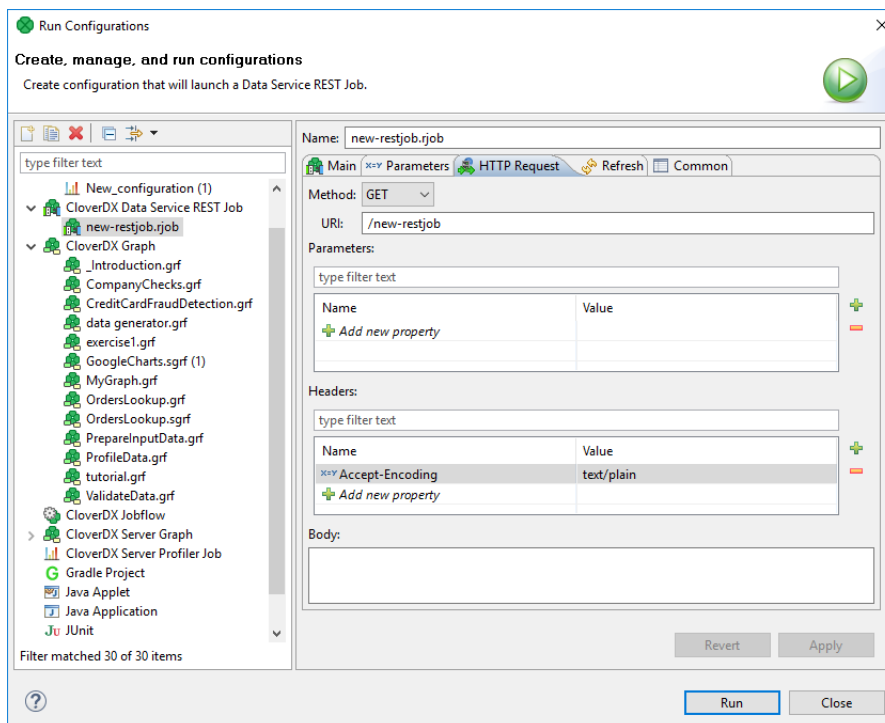 Run Configurations
Create, manage, and run configurations
Create configuration that will launch a Data Service REST Job.
type filter text
New_configuration (1)
CloverDX Data Service REST Job
new-restjob.rjob
CloverDX Graph
_Introduction.grf
CompanyChecks.grf
CreditCardFraudDetection.grf
data generator.grf
exercise1.grf
GoogleCharts.sgrf (1)
MyGraph.grf
OrdersLookup.grf
OrdersLookup.sgrf
PrepareInputData.grf
ProfileData.grf
tutorial.grf
ValidateData.grf
CloverDX Jobflow
CloverDX Server Graph
CloverDX Server Profiler Job
G Gradle Project
Java Applet
Java Application
JU JUnit
Filter matched 30 of 30 items
Name: new-restjob.rjob
Main x=y Parameters HTTP Request Refresh Common
Method: GET
URI: /new-restjob
Parameters:
type filter text
Name Value
Add new property
Headers:
type filter text
Name Value
x=y Accept-Encoding text/plain
Add new property
Body:
Revert Apply
? Run Close